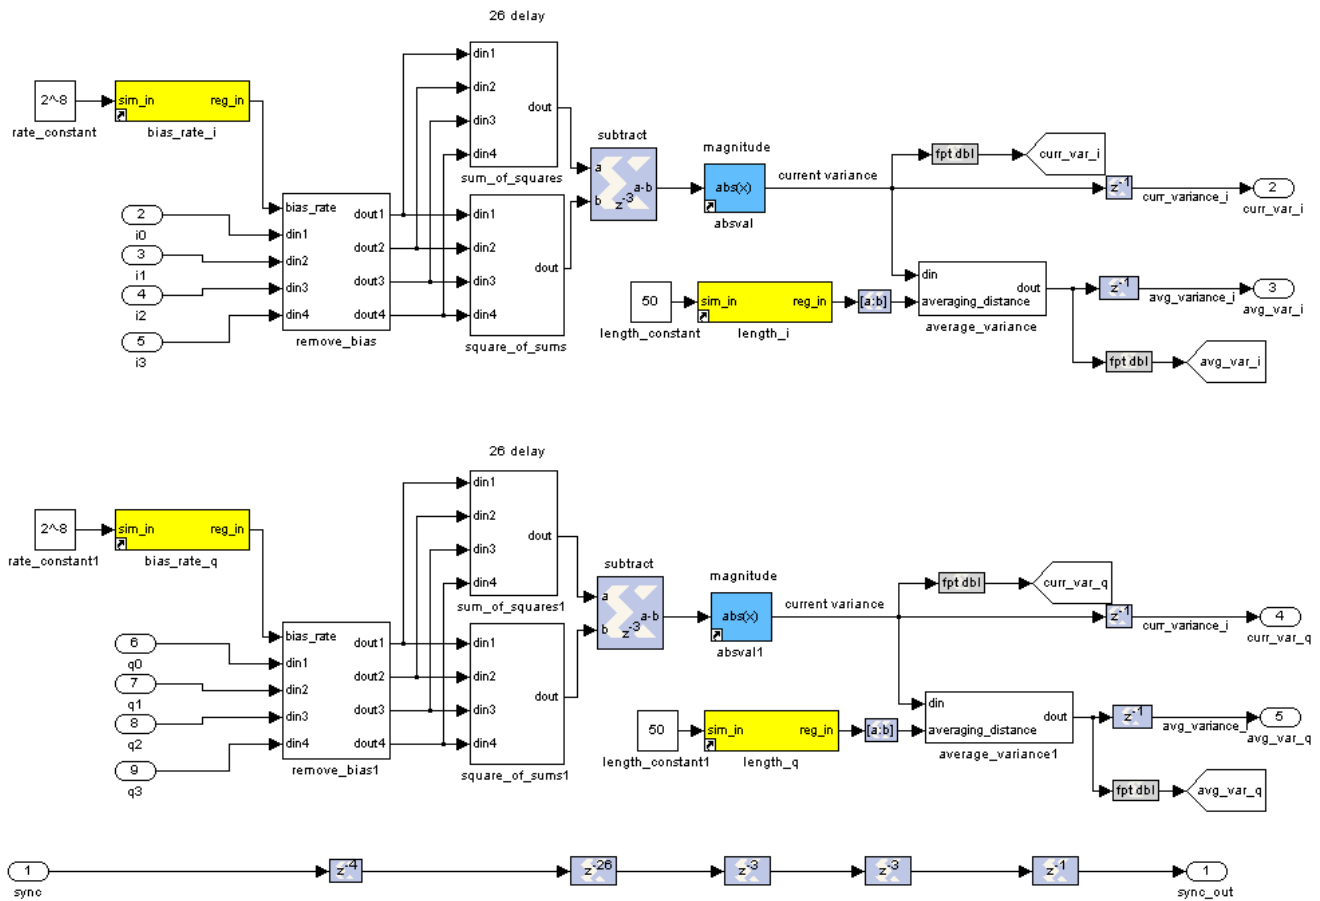 26 delay
din1
din2
din3
din4
dout
sum_of_squares
2^-8
rate_constant
sim_in reg_in
bias_rate_i
subtract
a
b
a-b
z-3
magnitude
abs(x)
absval
current variance
fpt dbl
curr_var_i
z-1
curr_variance_i
2
curr_var_i
2
i0
3
i1
4
i2
5
i3
bias_rate
din1
din2
din3
din4
dout1
dout2
dout3
dout4
remove_bias
din1
din2
din3
din4
dout
square_of_sums
50
length_constant
sim_in reg_in
length_i
[a:b]
din
averaging_distance
dout
average_variance
z-1
avg_variance_i
3
avg_var_i
fpt dbl
avg_var_i
26 delay
din1
din2
din3
din4
dout
sum_of_squares1
2^-8
rate_constant1
sim_in reg_in
bias_rate_q
subtract
a
b
a-b
z-3
magnitude
abs(x)
absval1
current variance
fpt dbl
curr_var_q
z-1
curr_variance_i
4
curr_var_q
6
q0
7
q1
8
q2
9
q3
bias_rate
din1
din2
din3
din4
dout1
dout2
dout3
dout4
remove_bias1
din1
din2
din3
din4
dout
square_of_sums1
50
length_constant1
sim_in reg_in
length_q
[a:b]
din
averaging_distance
dout
average_variance1
z-1
avg_variance_
5
avg_var_q
fpt dbl
avg_var_q
1
sync
z-4
z-26
z-3
z-3
z-1
1
sync_out